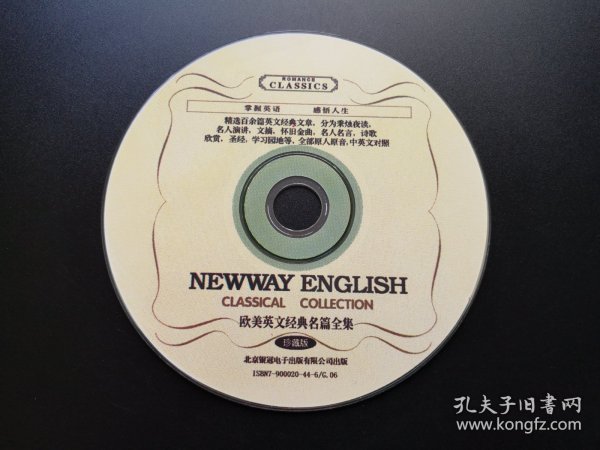 ROMANCE
CLASSICS
掌握英语 感悟人生
精选百余篇英文经典文章，分为秉烛夜读，
名人演讲，文摘，怀旧金曲，名人名言，诗歌
欣赏，圣经，学习园地等，全部原人原音，中英文对照
NEWWAY ENGLISH
CLASSICAL COLLECTION
欧美英文经典名篇全集
珍藏版
北京银冠电子出版有限公司出版
ISBN7-900020-44-6/G.06
孔夫子旧书网
www.kongfz.com